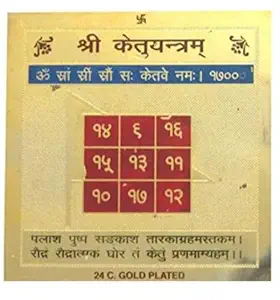 श्री केतुयन्त्रम्
ॐ स्रां स्रीं स्रौं सः केतवे नमः। १७०००
१४ ६ १६
१५ १३ ११
१० १७ १२
पलाश पुष्प सङ्काश तारकाग्रहमस्तकम्।
रौद्रं रौद्रात्मक घोर तं केतुं प्रणमाम्यहम्।।
24 C. GOLD PLATED